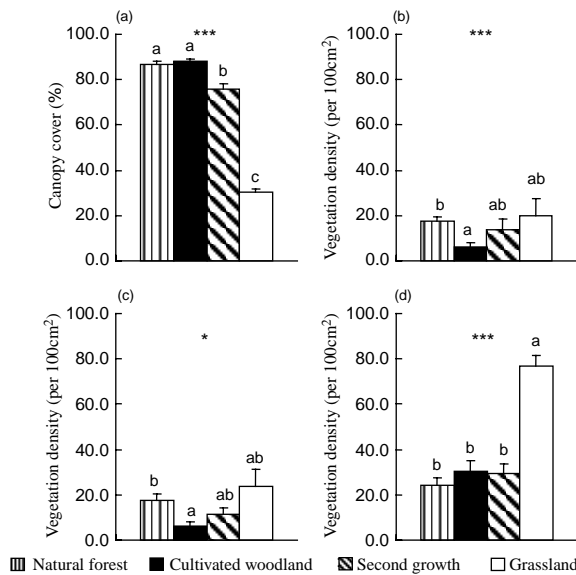 (a)
***
Canopy cover (%)
100.0
80.0
60.0
40.0
20.0
0.0
a
a
b
c
(b)
***
Vegetation density (per 100cm²)
100.0
80.0
60.0
40.0
20.0
0.0
b
a
ab
ab
(c)
*
Vegetation density (per 100cm²)
100.0
80.0
60.0
40.0
20.0
0.0
b
a
ab
ab
(d)
***
Vegetation density (per 100cm²)
100.0
80.0
60.0
40.0
20.0
0.0
b
b
b
a
Natural forest
Cultivated woodland
Second growth
Grassland